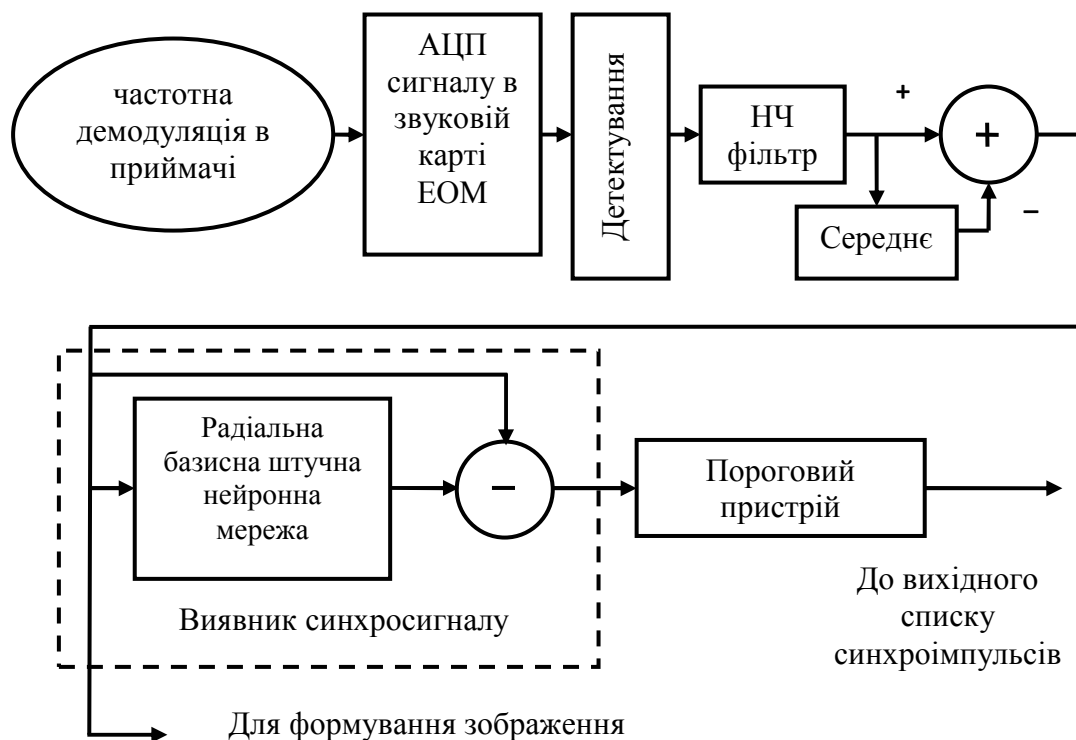 частотна
демодуляція в
приймачі
АЦП
сигналу в
звуковій
карті
ЕОМ
Детектування
НЧ
фільтр
+
+
−
Середнє
Радіальна
базисна штучна
нейронна
мережа
−
Пороговий
пристрій
Виявник синхросигналу
До вихідного
списку
синхроімпульсів
Для формування зображення